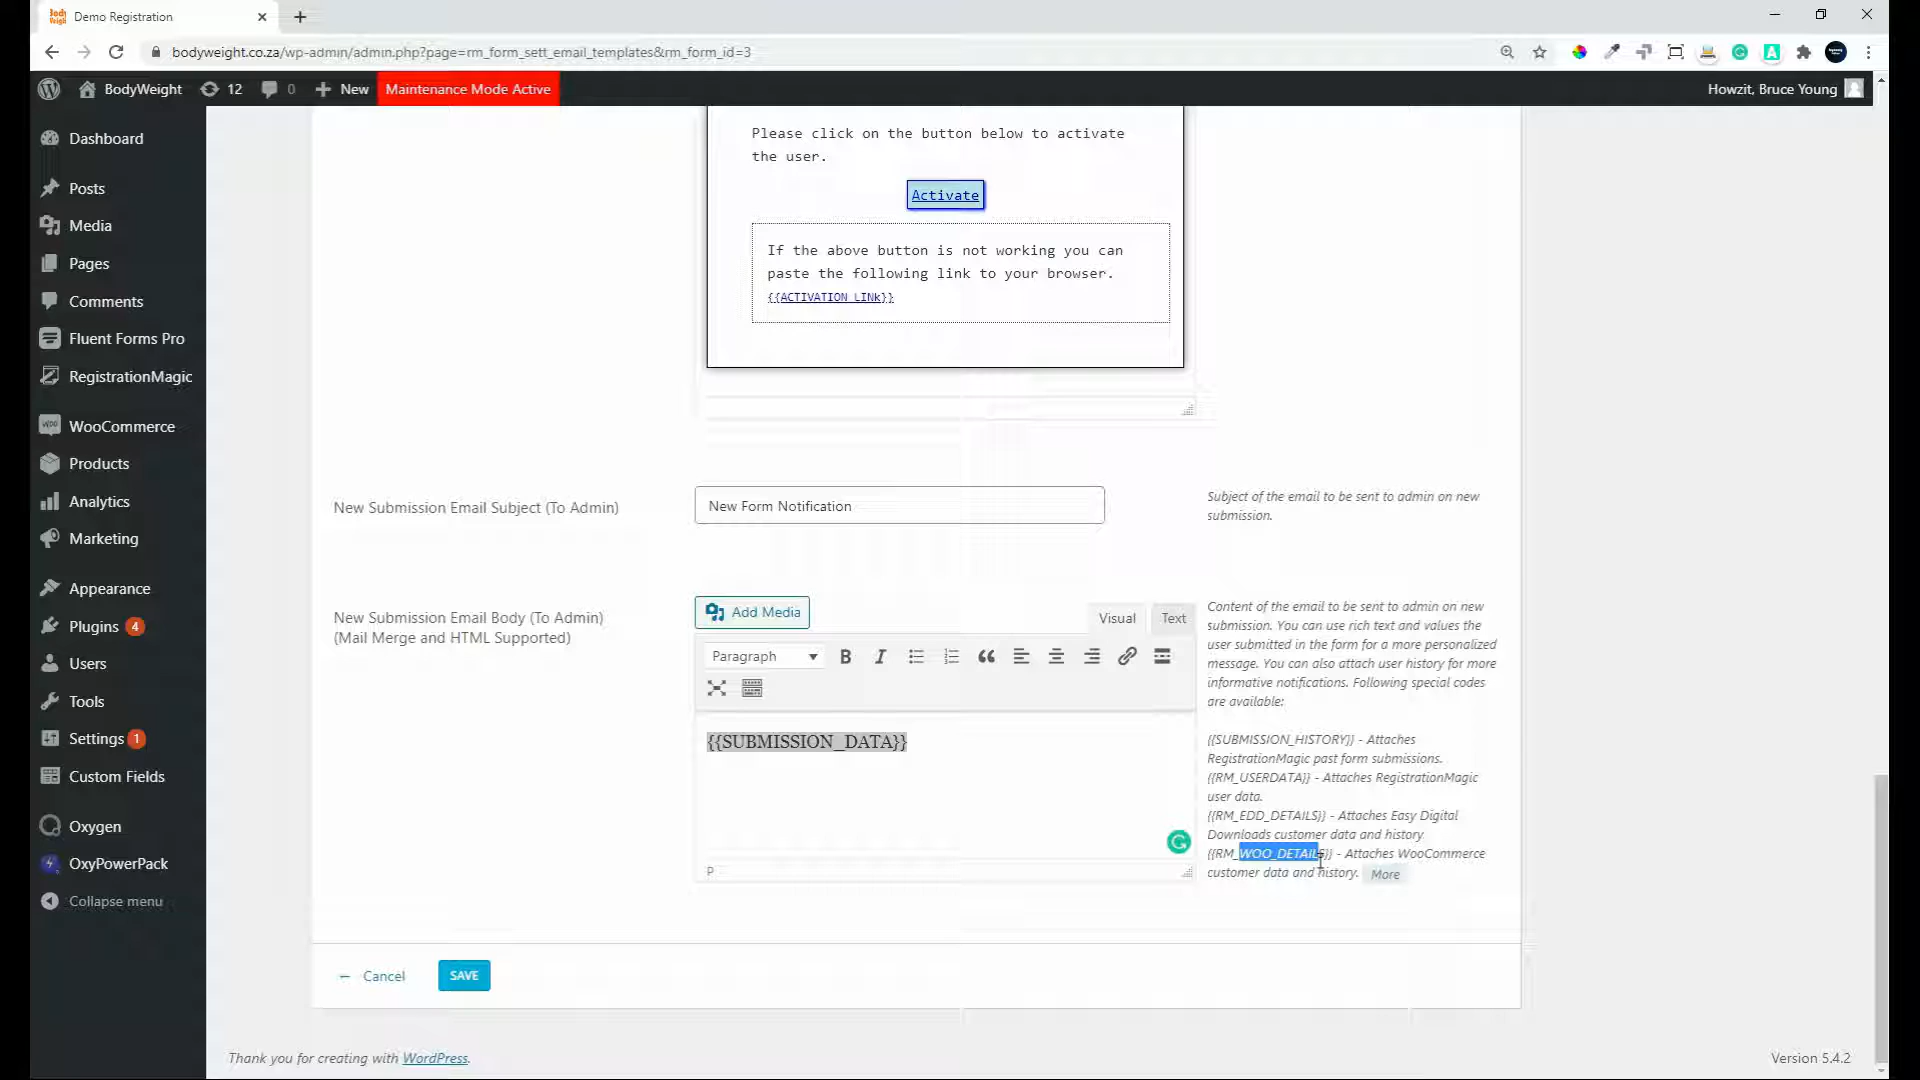 Demo Registration
bodyweight.co.za/wp-admin/admin.php?page=rm_form_sett_email_templates&rm_form_id=3
BodyWeight
12
0
New
Maintenance Mode Active
Howzit, Bruce Young
Dashboard
Posts
Media
Pages
Comments
Fluent Forms Pro
RegistrationMagic
WooCommerce
Products
Analytics
Marketing
Appearance
Plugins 4
Users
Tools
Settings 1
Custom Fields
Oxygen
OxyPowerPack
Collapse menu
Please click on the button below to activate
the user.
Activate
If the above button is not working you can
paste the following link to your browser.
{{ACTIVATION_LINk}}
New Submission Email Subject (To Admin)
New Form Notification
Subject of the email to be sent to admin on new
submission.
New Submission Email Body (To Admin)
(Mail Merge and HTML Supported)
Add Media
Visual
Text
Paragraph
{{SUBMISSION_DATA}}
P
Content of the email to be sent to admin on new
submission. You can use rich text and values the
user submitted in the form for a more personalized
message. You can also attach user history for more
informative notifications. Following special codes
are available:
{{SUBMISSION_HISTORY}} - Attaches
RegistrationMagic past form submissions.
{{RM_USERDATA}} - Attaches RegistrationMagic
user data.
{{RM_EDD_DETAILS}} - Attaches Easy Digital
Downloads customer data and history.
{{RM_WOO_DETAILS}} - Attaches WooCommerce
customer data and history. More
← Cancel
SAVE
Thank you for creating with WordPress.
Version 5.4.2